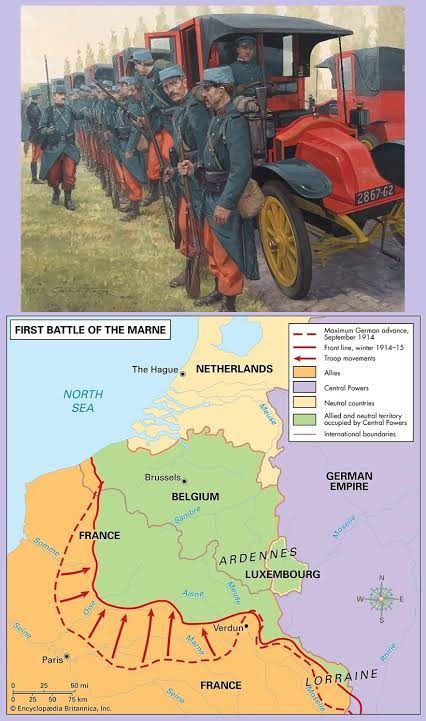 2867-G2
FIRST BATTLE OF THE MARNE
Maximum German advance,
September 1914
Front line, winter 1914–15
Troop movements
Allies
Central Powers
Neutral countries
Allied and neutral territory
occupied by Central Powers
International boundaries
The Hague
NETHERLANDS
NORTH
SEA
Meuse
Brussels
BELGIUM
GERMAN
EMPIRE
Sambre
Moselle
Somme
FRANCE
ARDENNES
LUXEMBOURG
Oise
Aisne
Meuse
N
W
E
S
Seine
Verdun
Marne
Paris
Rhine
LORRAINE
Moselle
FRANCE
Seine
0 25 50 mi
0 25 50 75 km
© Encyclopædia Britannica, Inc.